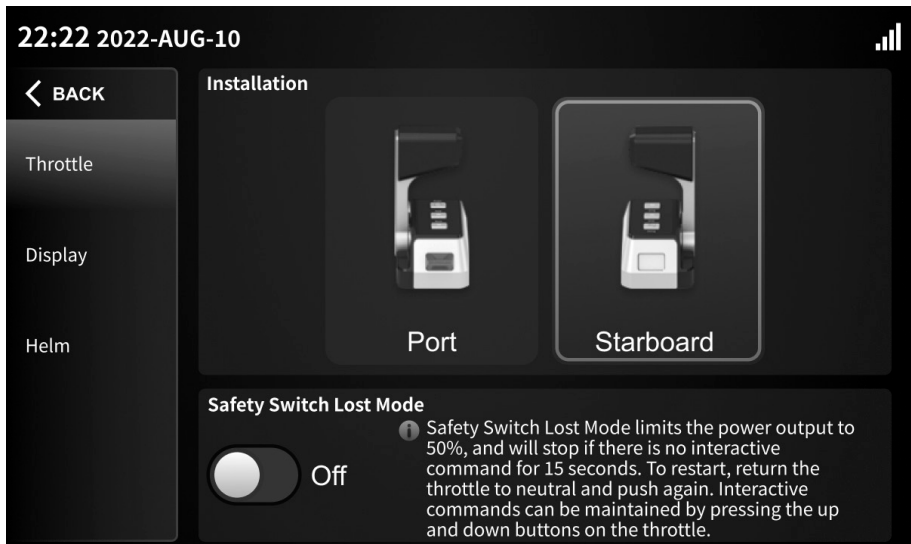 22:22 2022-AUG-10
BACK
Throttle
Display
Helm
Installation
Port
Starboard
Safety Switch Lost Mode
Off
Safety Switch Lost Mode limits the power output to
50%, and will stop if there is no interactive
command for 15 seconds. To restart, return the
throttle to neutral and push again. Interactive
commands can be maintained by pressing the up
and down buttons on the throttle.